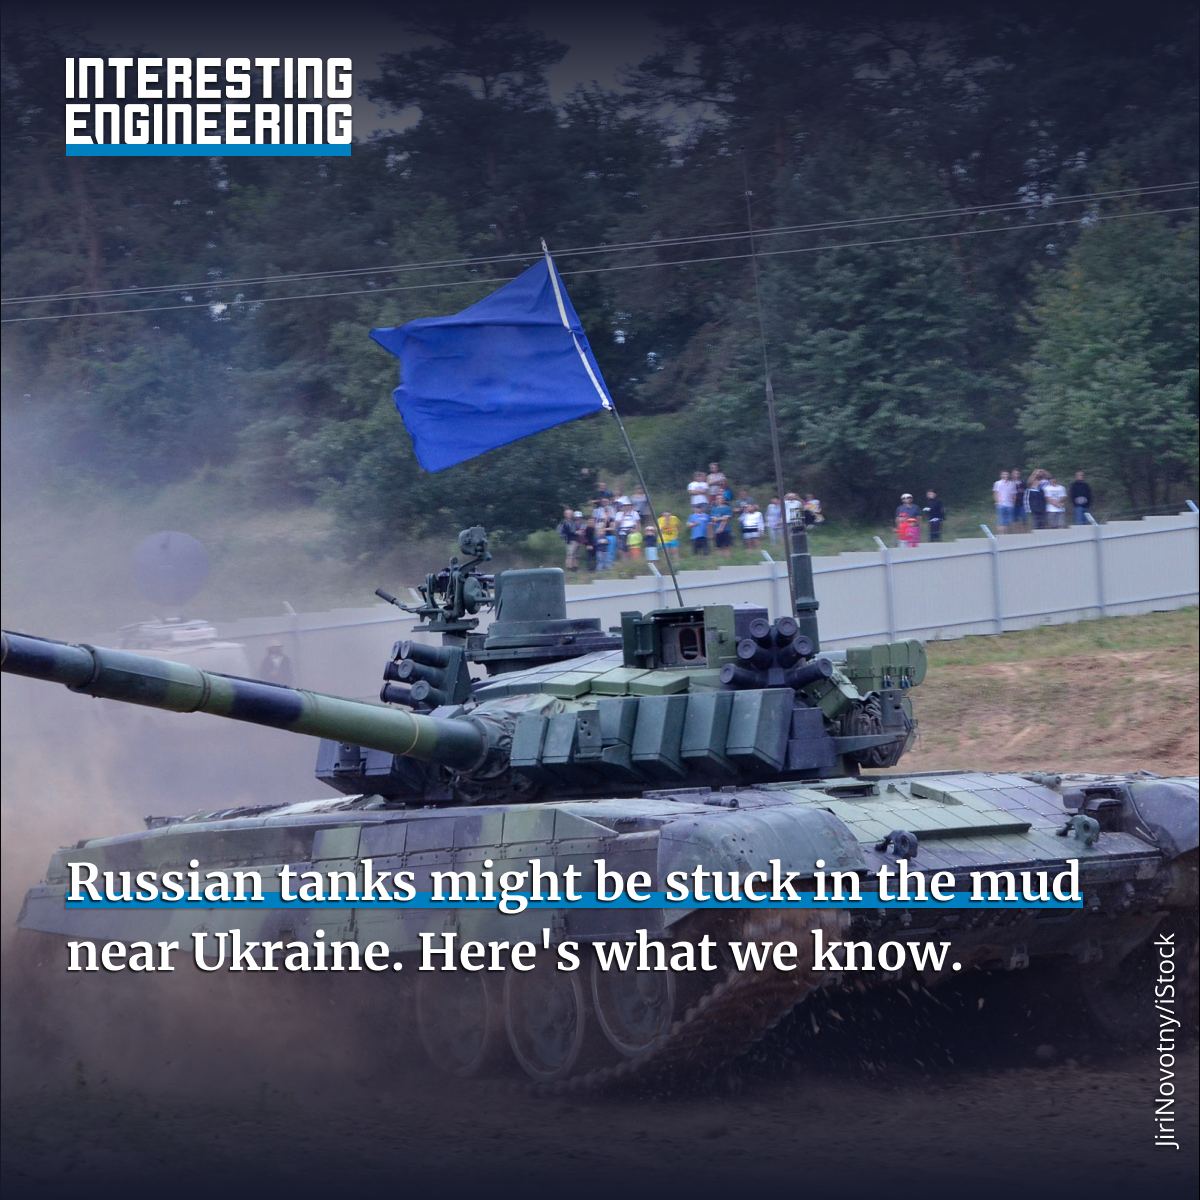 INTERESTING
ENGINEERING
Russian tanks might be stuck in the mud
near Ukraine. Here's what we know.
JiriNovotny/iStock